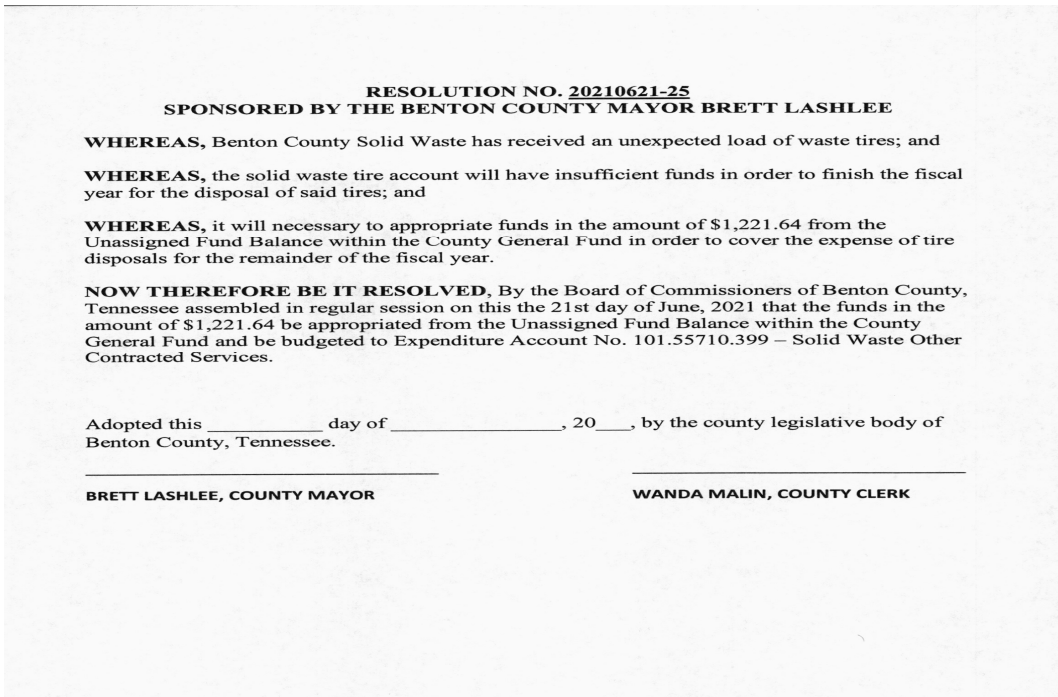 RESOLUTION NO. 20210621-25
SPONSORED BY THE BENTON COUNTY MAYOR BRETT LASHLEE
WHEREAS, Benton County Solid Waste has received an unexpected load of waste tires; and
WHEREAS, the solid waste tire account will have insufficient funds in order to finish the fiscal
year for the disposal of said tires; and
WHEREAS, it will necessary to appropriate funds in the amount of $1,221.64 from the
Unassigned Fund Balance within the County General Fund in order to cover the expense of tire
disposals for the remainder of the fiscal year.
NOW THEREFORE BE IT RESOLVED, By the Board of Commissioners of Benton County,
Tennessee assembled in regular session on this the 21st day of June, 2021 that the funds in the
amount of $1,221.64 be appropriated from the Unassigned Fund Balance within the County
General Fund and be budgeted to Expenditure Account No. 101.55710.399 – Solid Waste Other
Contracted Services.
Adopted this ____________ day of __________________, 20____, by the county legislative body of
Benton County, Tennessee.
BRETT LASHLEE, COUNTY MAYOR WANDA MALIN, COUNTY CLERK